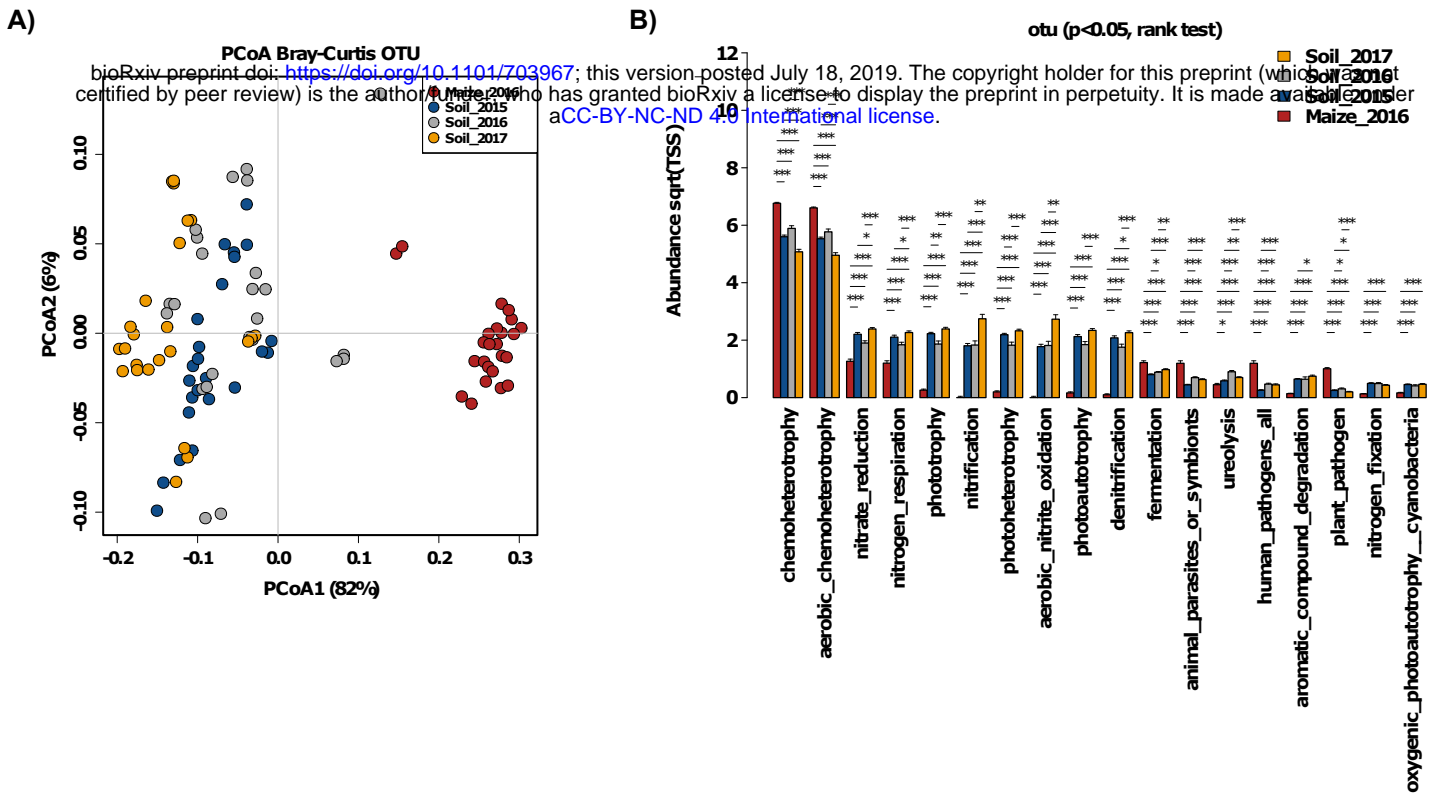 A)
B)
PCoA Bray-Curtis OTU
otu (p<0.05, rank test)
bioRxiv preprint doi: https://doi.org/10.1101/703967; this version posted July 18, 2019. The copyright holder for this preprint (which was not
certified by peer review) is the author/funder, who has granted bioRxiv a license to display the preprint in perpetuity. It is made available under
aCC-BY-NC-ND 4.0 International license.
Maize_2016
Soil_2015
Soil_2016
Soil_2017
PCoA2 (6%)
0.10
0.05
0.00
-0.05
-0.10
-0.2
-0.1
0.0
0.1
0.2
0.3
PCoA1 (82%)
Soil_2017
Soil_2016
Soil_2015
Maize_2016
Abundance sqrt(TSS)
12
10
8
6
4
2
0
chemoheterotrophy
aerobic_chemoheterotrophy
nitrate_reduction
nitrogen_respiration
phototrophy
nitrification
photoheterotrophy
aerobic_nitrite_oxidation
photoautotrophy
denitrification
fermentation
animal_parasites_or_symbionts
ureolysis
human_pathogens_all
aromatic_compound_degradation
plant_pathogen
nitrogen_fixation
oxygenic_photoautotrophy__cyanobacteria